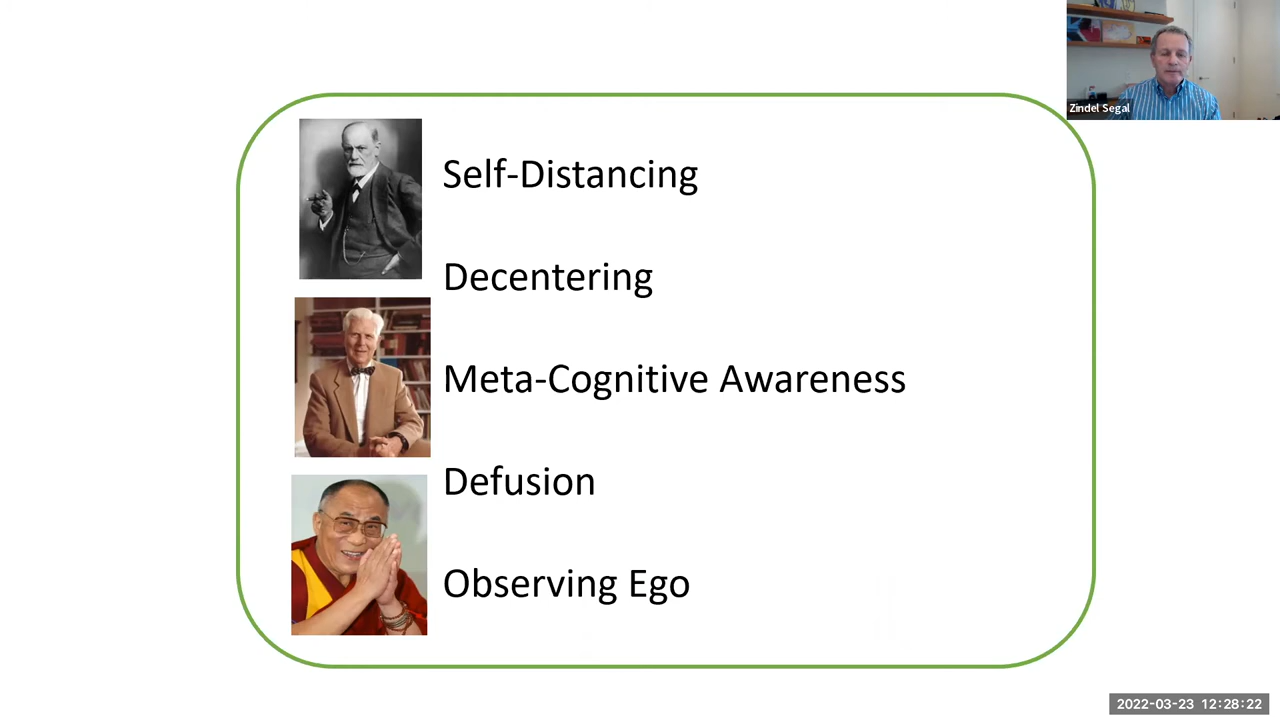 Zindel Segal
Self-Distancing
Decentering
Meta-Cognitive Awareness
Defusion
Observing Ego
2022-03-23 12:28:22